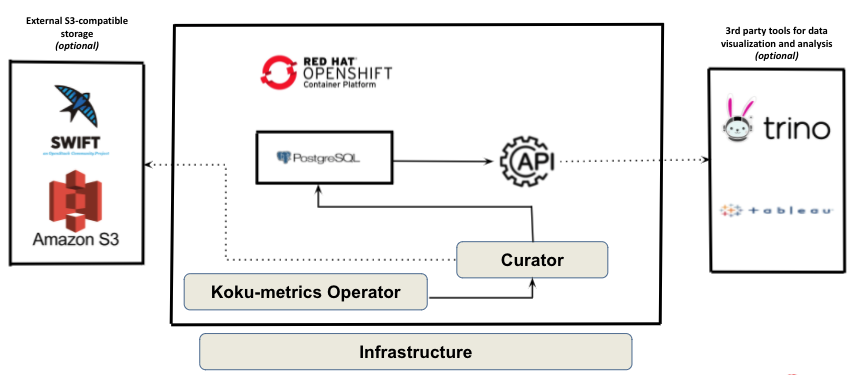 External S3-compatible
storage
(optional)
SWIFT
an OpenStack Community Project
Amazon S3
RED HAT
OPENSHIFT
Container Platform
PostgreSQL
API
Curator
Koku-metrics Operator
Infrastructure
3rd party tools for data
visualization and analysis
(optional)
trino
+ a b l e a u